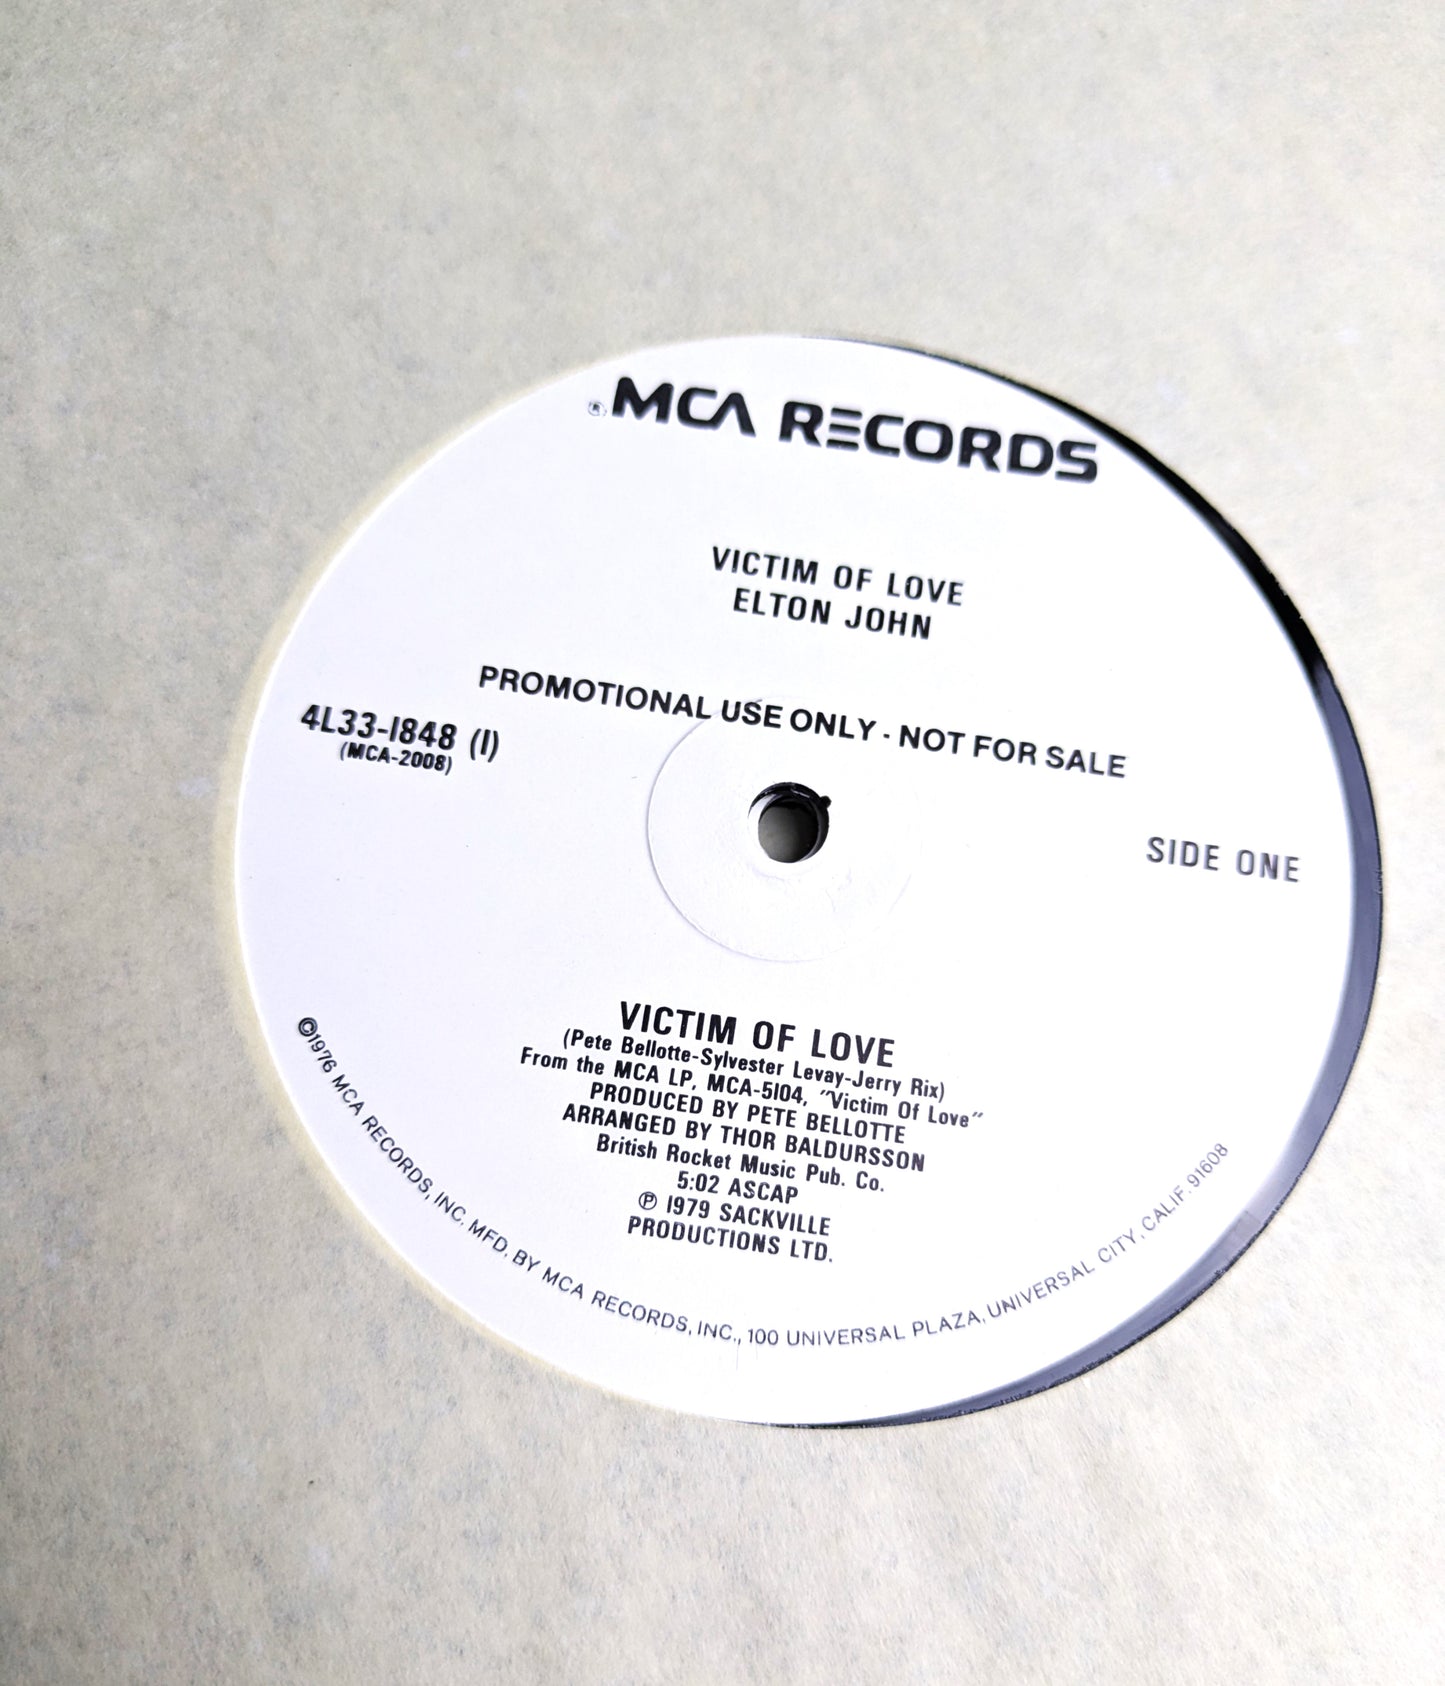 ® MCA RECORDS
VICTIM OF LOVE
ELTON JOHN
PROMOTIONAL USE ONLY - NOT FOR SALE
4L33-1848 (1)
(MCA-2008)
SIDE ONE
VICTIM OF LOVE
(Pete Bellotte-Sylvester Levay-Jerry Rix)
From the MCA LP, MCA-5104, "Victim Of Love"
PRODUCED BY PETE BELLOTTE
ARRANGED BY THOR BALDURSSON
British Rocket Music Pub. Co.
5:02 ASCAP
℗ 1979 SACKVILLE
PRODUCTIONS LTD.
©1976 MCA RECORDS, INC. MFD. BY MCA RECORDS, INC., 100 UNIVERSAL PLAZA, UNIVERSAL CITY, CALIF. 91608